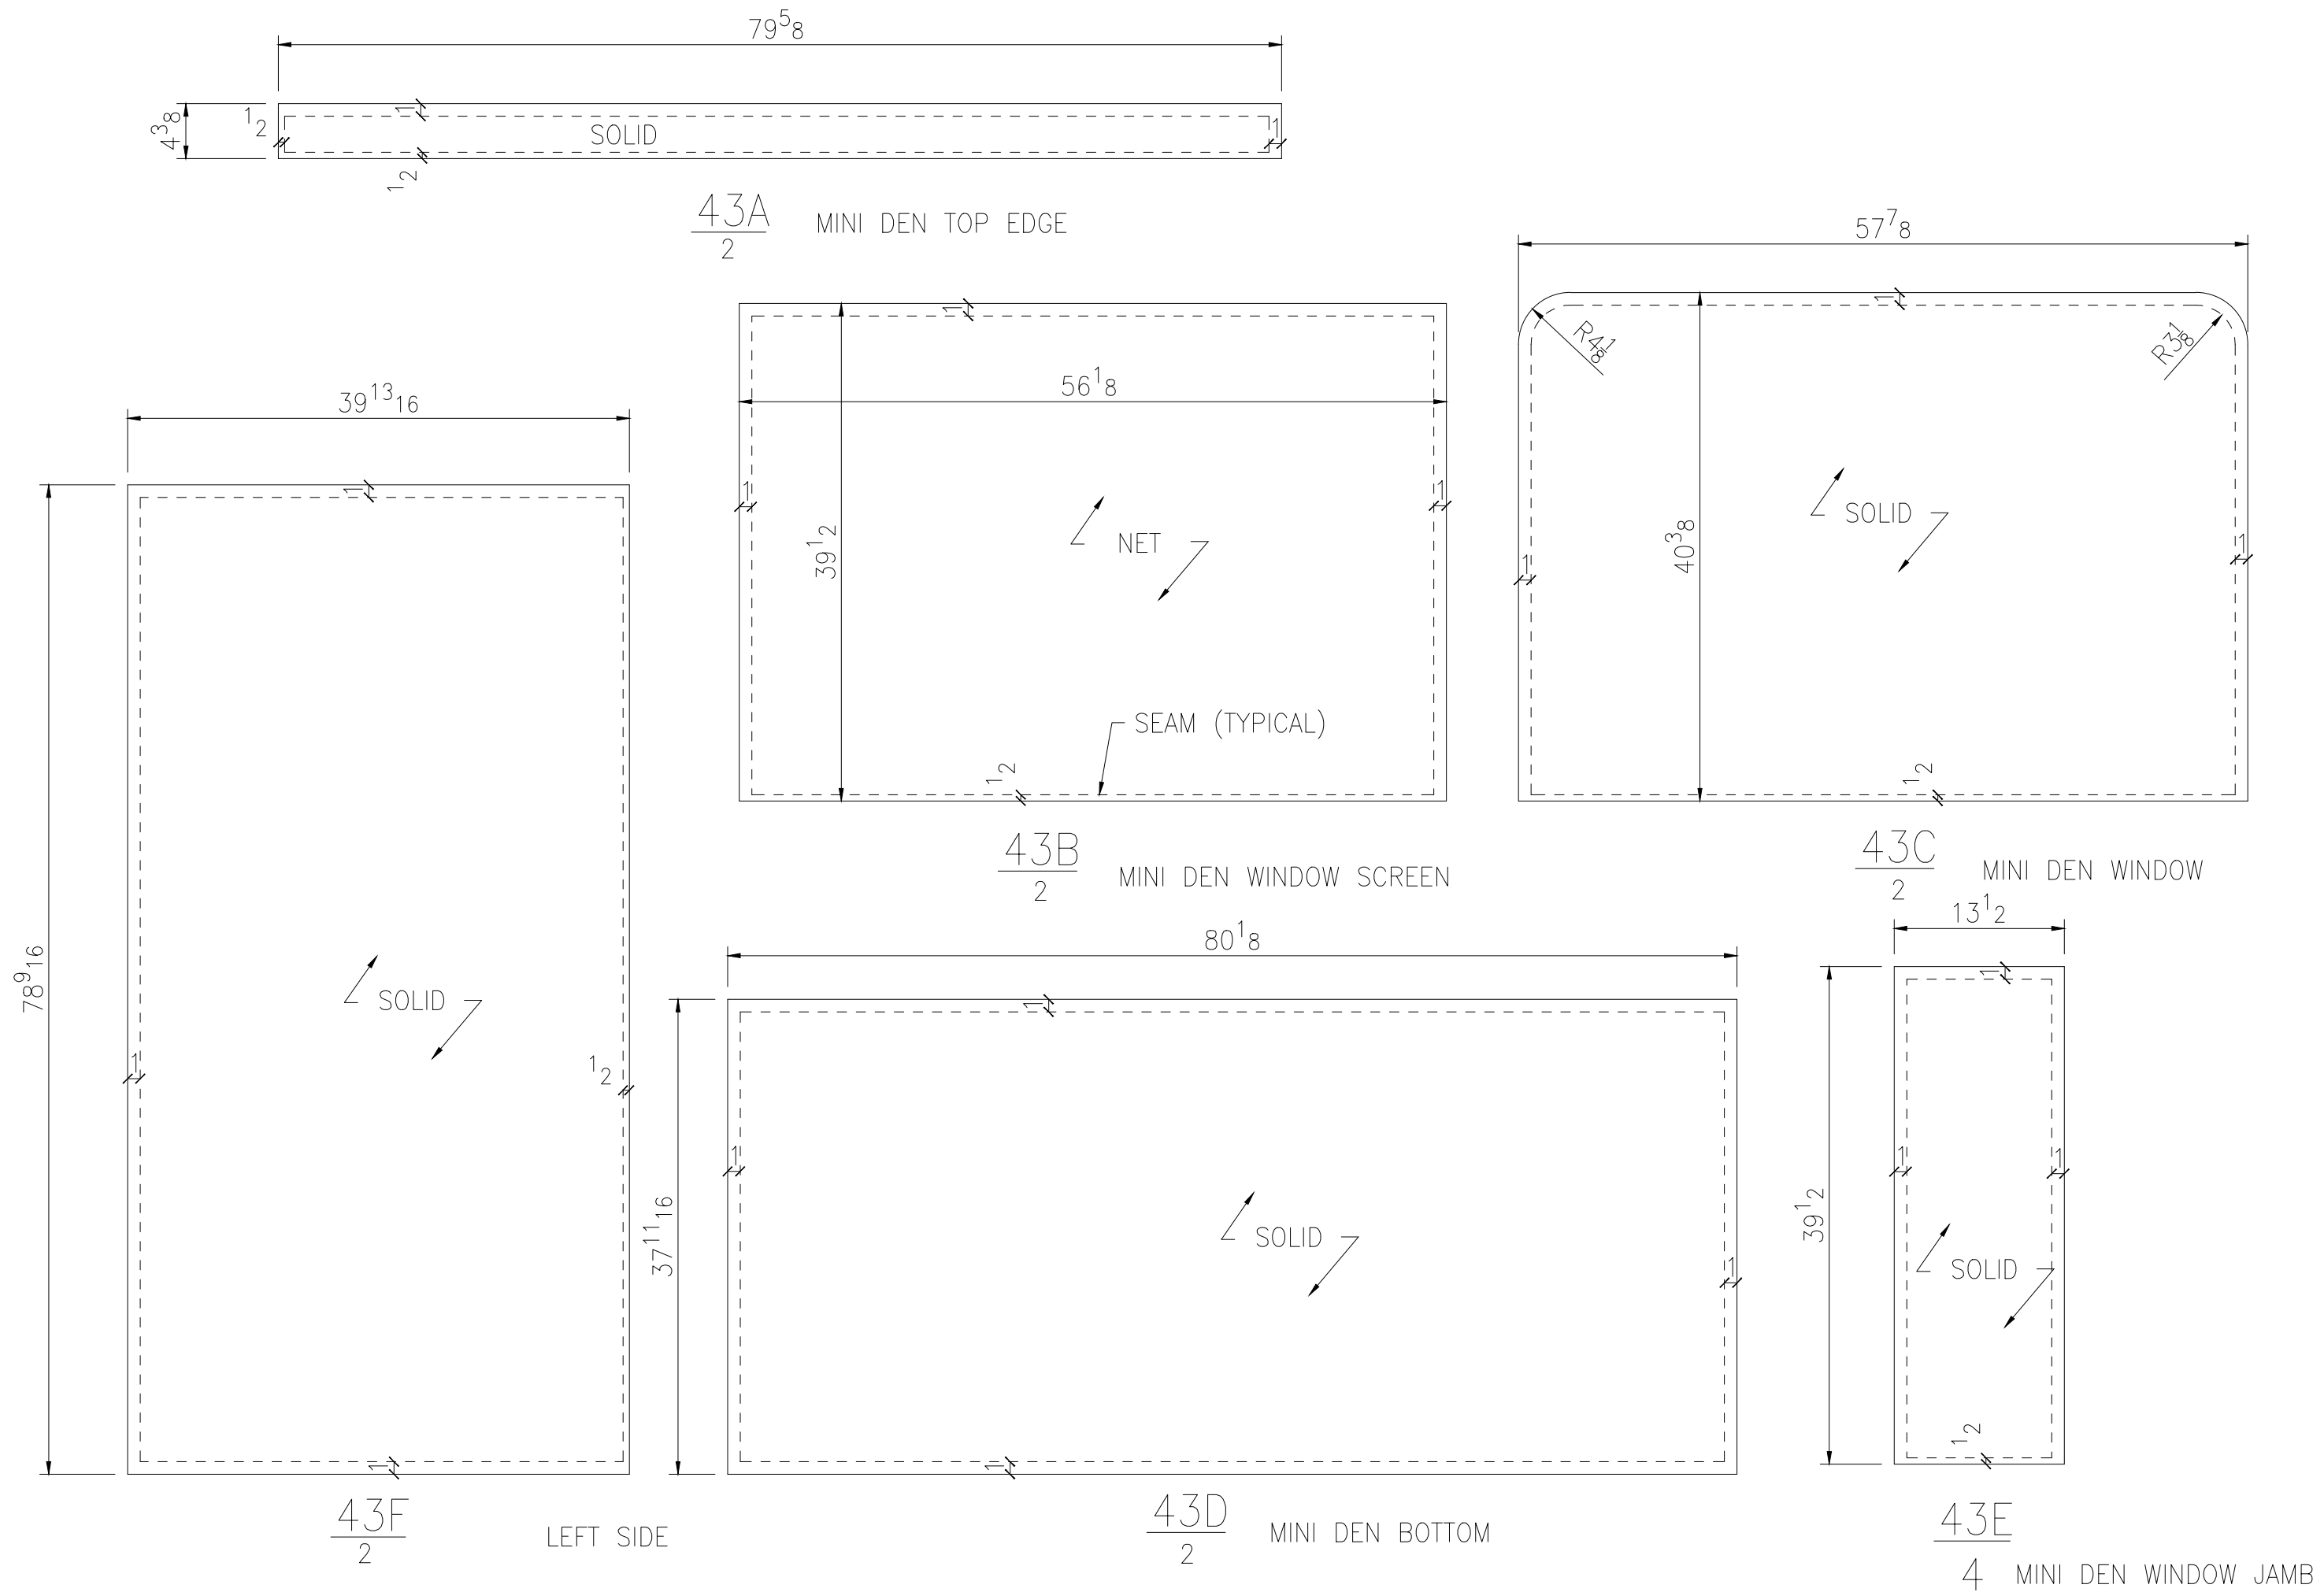 79 5/8
4 3/8
1/2
1
SOLID
1
1/2
43A
2
MINI DEN TOP EDGE
56 1/8
39 1/2
1
1
1
NET
SEAM (TYPICAL)
1/2
43B
2
MINI DEN WINDOW SCREEN
57 7/8
R4 1/8
R3 1/8
1
40 3/8
SOLID
1
1
1/2
43C
2
MINI DEN WINDOW
39 13/16
78 9/16
1
SOLID
1
1/2
1
43F
2
LEFT SIDE
80 1/8
37 11/16
1
1
SOLID
1
1
43D
2
MINI DEN BOTTOM
13 1/2
39 1/2
1
1
1
SOLID
1/2
43E
4
MINI DEN WINDOW JAMB